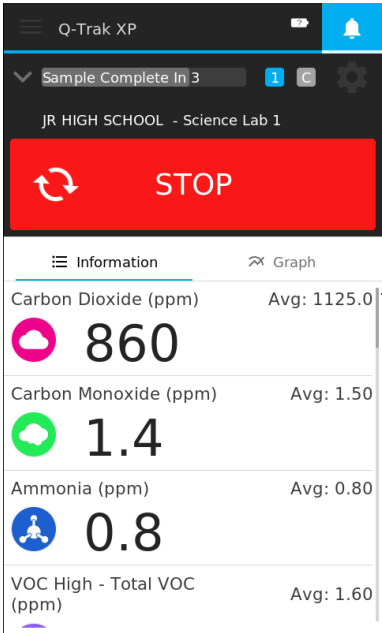 Q-Trak XP
?
Sample Complete In 3
1
C
JR HIGH SCHOOL - Science Lab 1
STOP
Information
Graph
Carbon Dioxide (ppm)
Avg: 1125.0
860
Carbon Monoxide (ppm)
Avg: 1.50
1.4
Ammonia (ppm)
Avg: 0.80
0.8
VOC High - Total VOC
(ppm)
Avg: 1.60